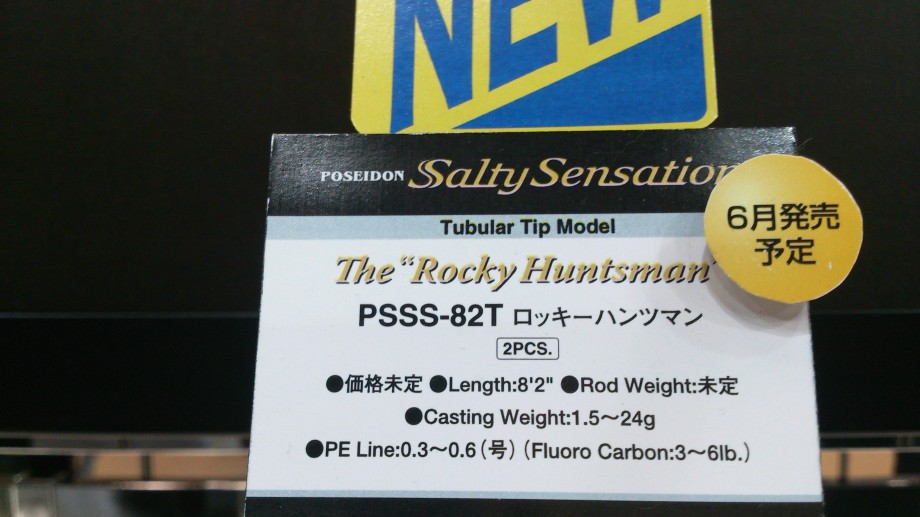 NEW
POSEIDON Salty Sensation
Tubular Tip Model
The "Rocky Huntsman"
PSSS-82T ロッキーハンツマン
2PCS.
●価格未定 ●Length:8'2" ●Rod Weight:未定
●Casting Weight:1.5〜24g
●PE Line:0.3〜0.6(号)(Fluoro Carbon:3〜6lb.)
6月発売
予定